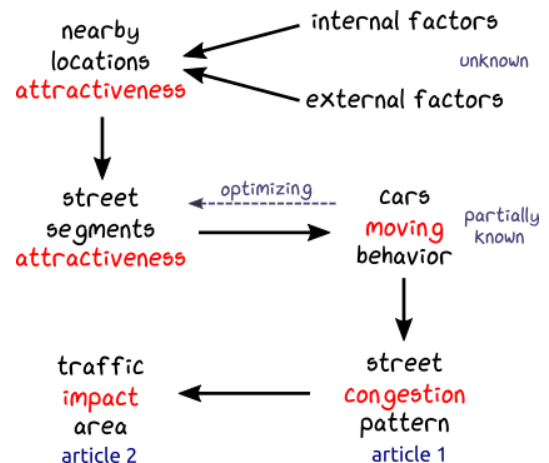 nearby
locations
attractiveness
internal factors
unknown
external factors
street
segments
attractiveness
optimizing
cars
moving
behavior
partially
known
traffic
impact
area
article 2
street
congestion
pattern
article 1